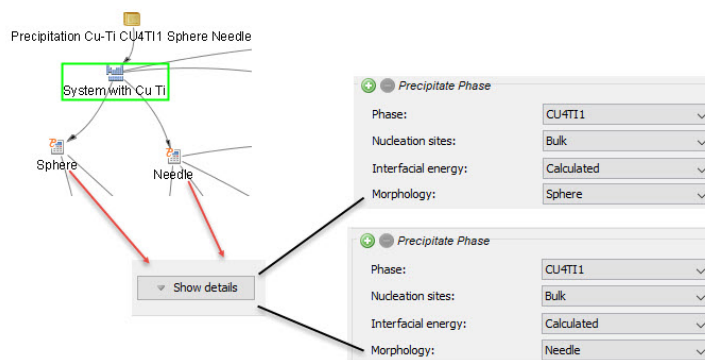 Precipitation Cu-Ti CU4TI1 Sphere Needle
System with Cu Ti
Sphere
Needle
Show details
Precipitate Phase
Phase: CU4TI1
Nucleation sites: Bulk
Interfacial energy: Calculated
Morphology: Sphere
Precipitate Phase
Phase: CU4TI1
Nucleation sites: Bulk
Interfacial energy: Calculated
Morphology: Needle